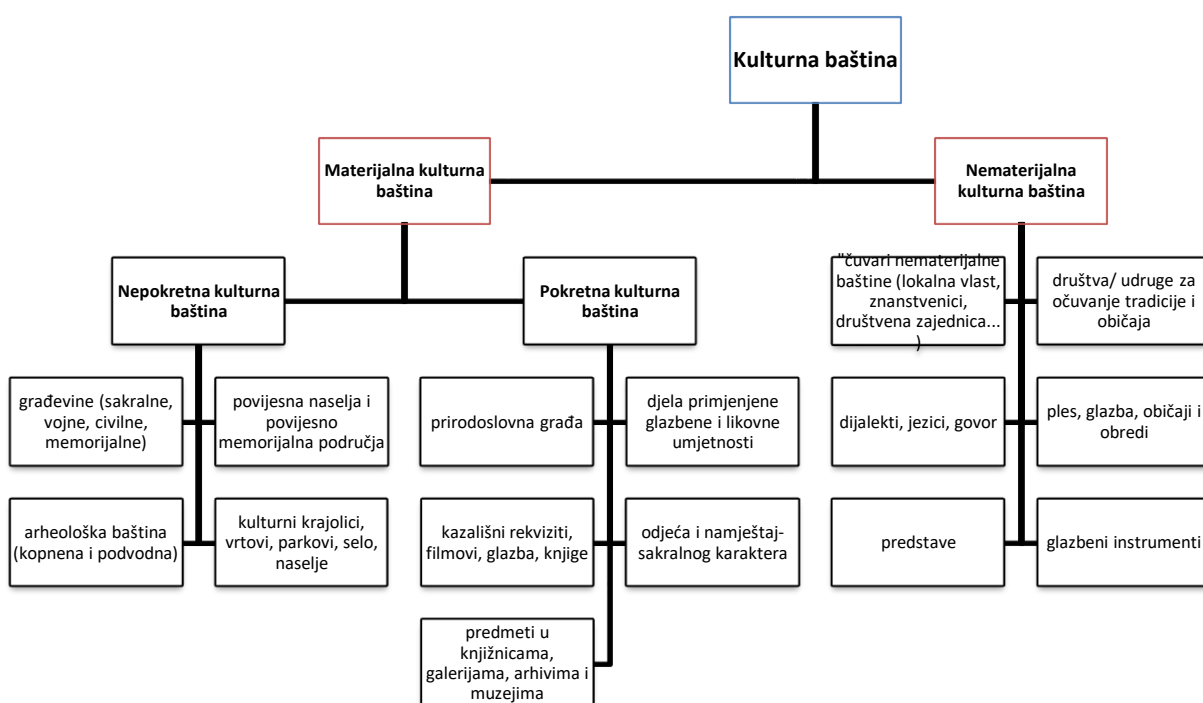 Kulturna baština
Materijalna kulturna
baština
Nematerijalna
kulturna baština
Nepokretna kulturna
baština
Pokretna kulturna
baština
"čuvari nematerijalne
baštine (lokalna vlast,
znanstvenici,
društvena zajednica...
)
društva/ udruge za
očuvanje tradicije i
običaja
građevine (sakralne,
vojne, civilne,
memorijalne)
povijesna naselja i
povijesno
memorijalna područja
prirodoslovna građa
djela primjenjene
glazbene i likovne
umjetnosti
dijalekti, jezici, govor
ples, glazba, običaji i
obredi
arheološka baština
(kopnena i podvodna)
kulturni krajolici,
vrtovi, parkovi, selo,
naselje
kazališni rekviziti,
filmovi, glazba, knjige
odjeća i namještaj-
sakralnog karaktera
predstave
glazbeni instrumenti
predmeti u
knjižnicama,
galerijama, arhivima i
muzejima